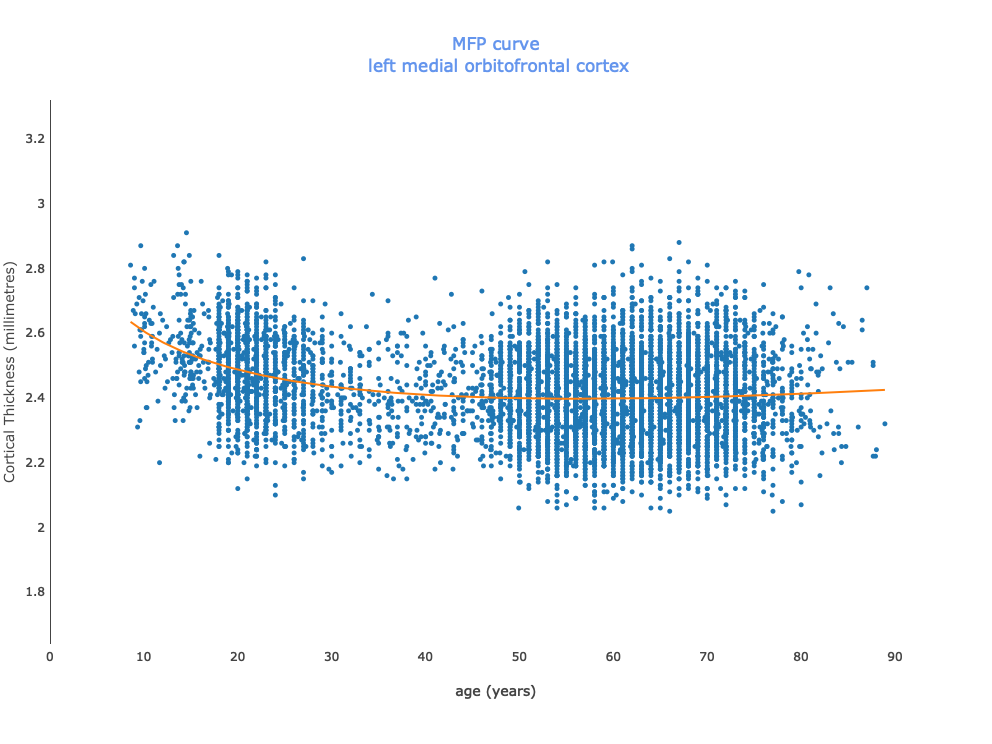 MFP curve
left medial orbitofrontal cortex
Cortical Thickness (millimetres)
3.2
3
2.8
2.6
2.4
2.2
2
1.8
0 10 20 30 40 50 60 70 80 90
age (years)